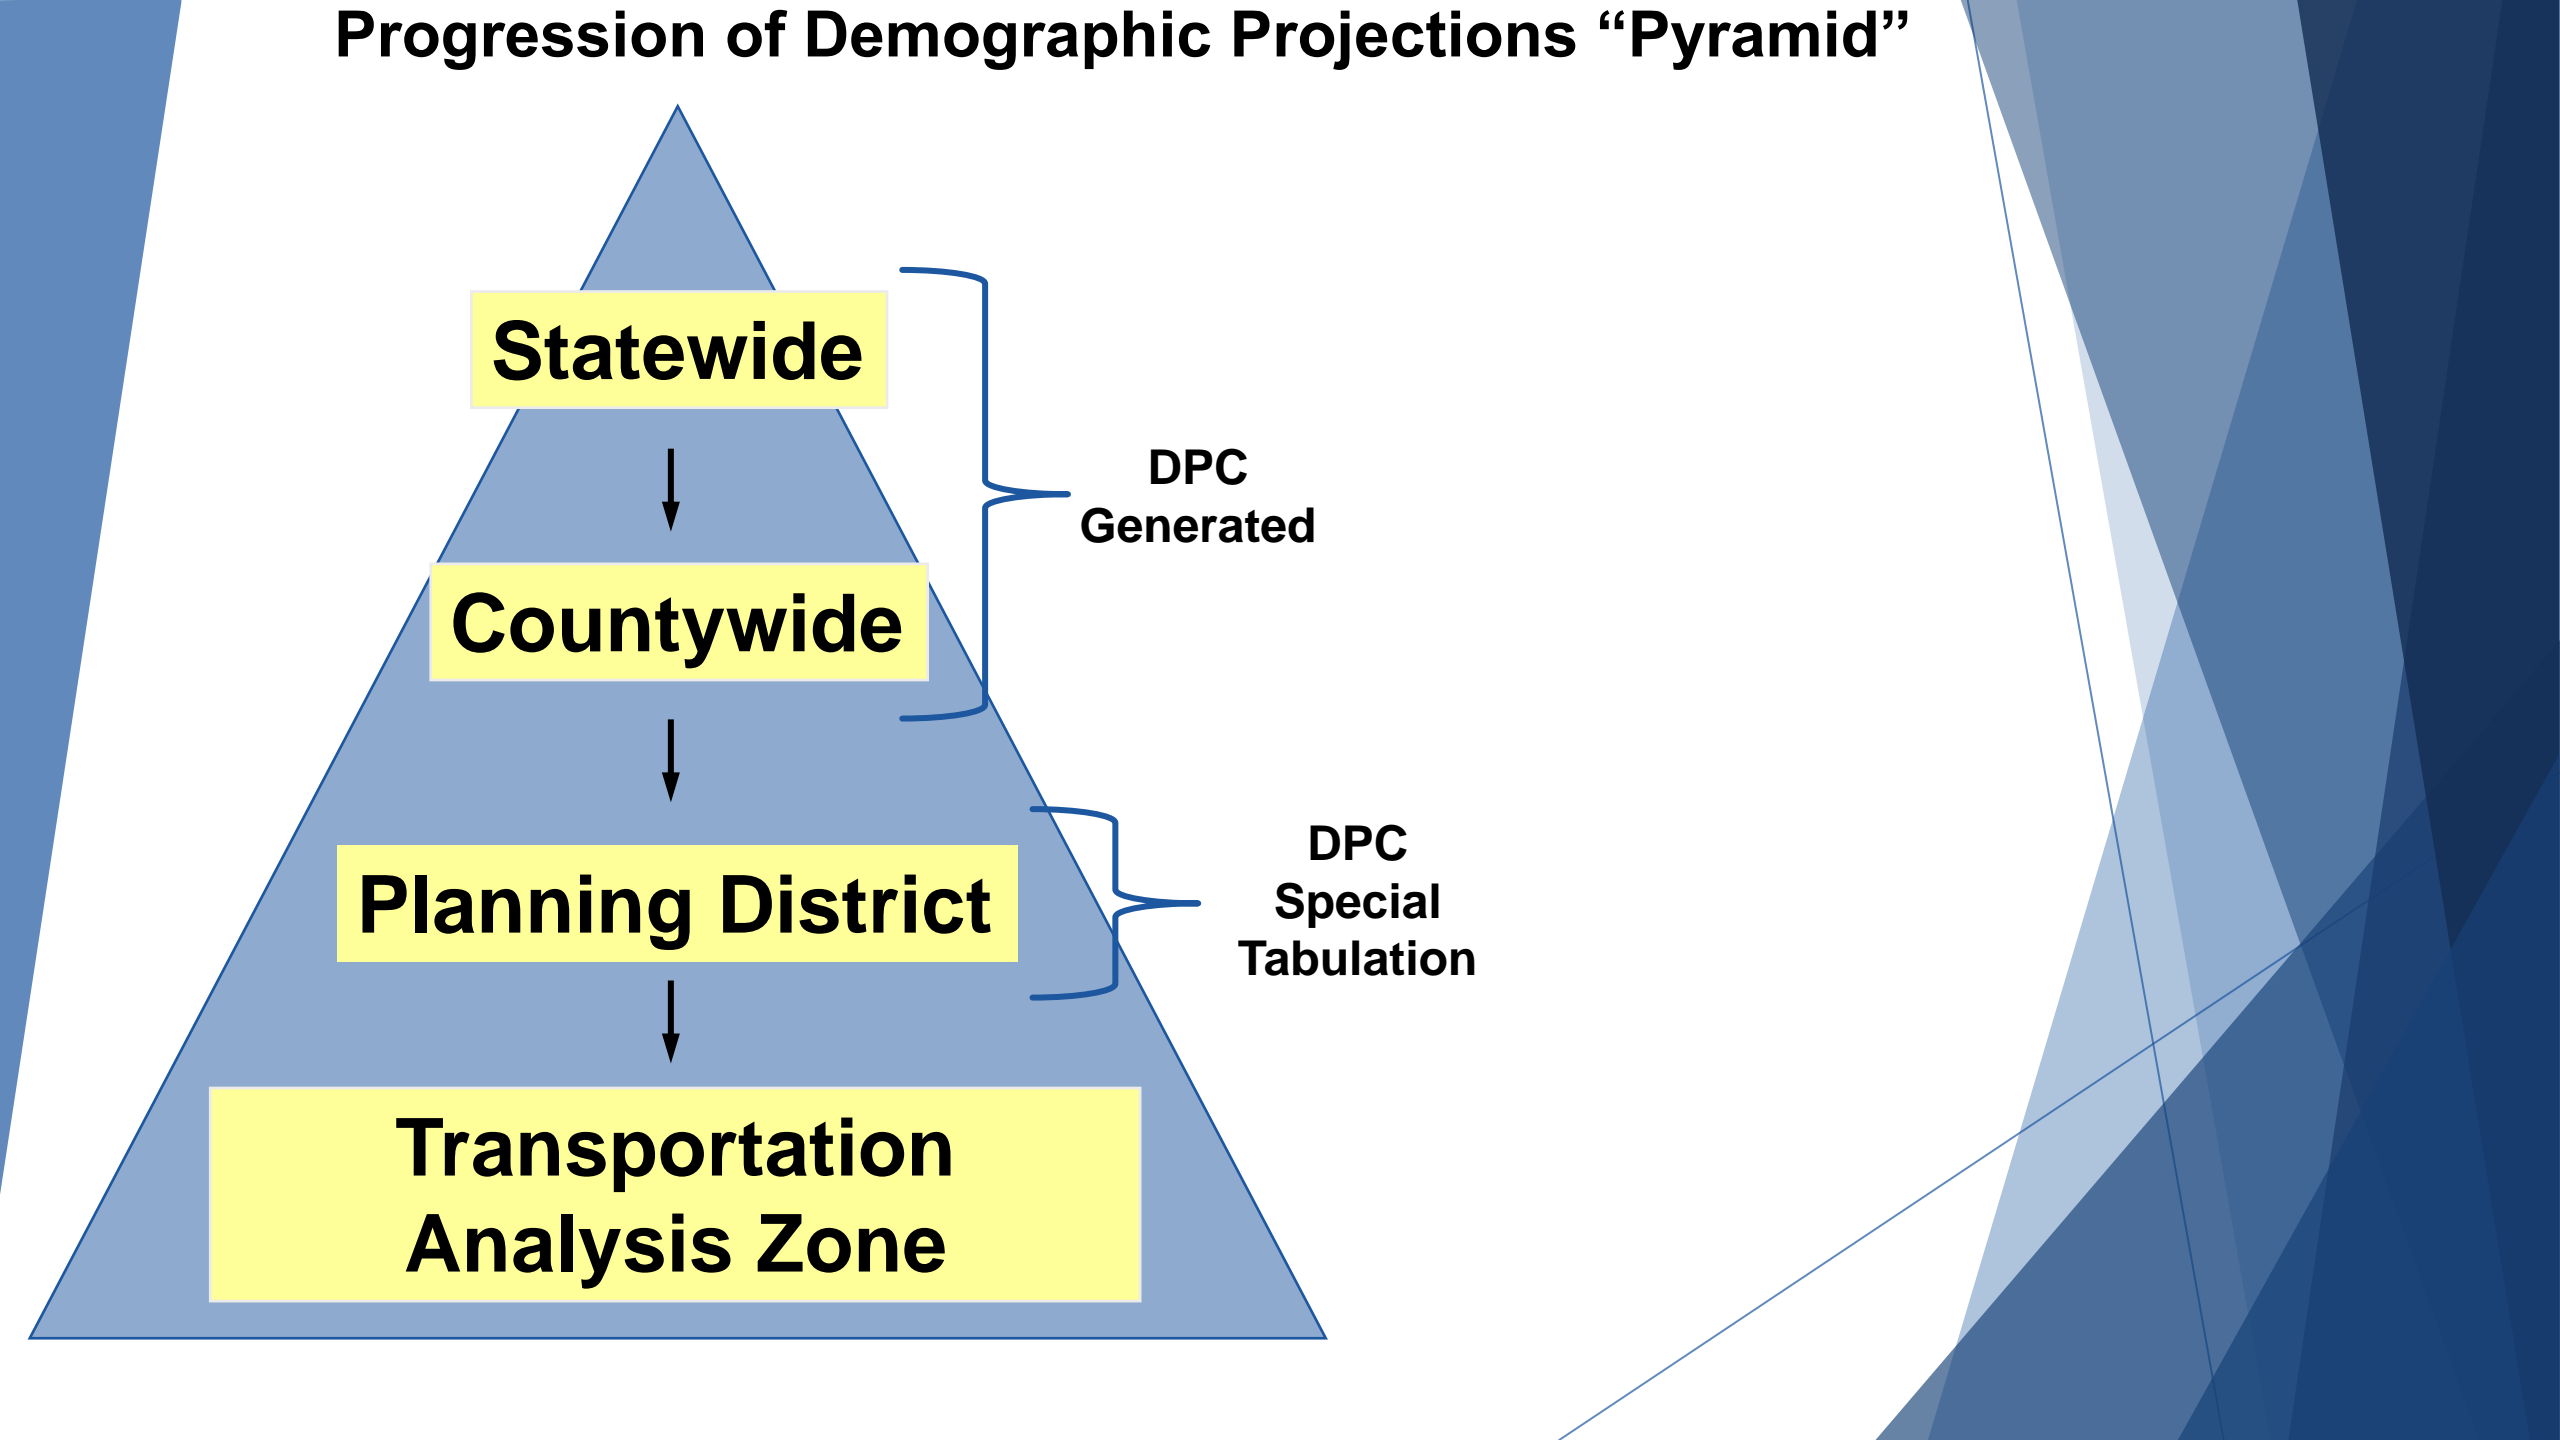 Progression of Demographic Projections “Pyramid”
Statewide
DPC
Generated
Countywide
Planning District
DPC
Special
Tabulation
Transportation
Analysis Zone